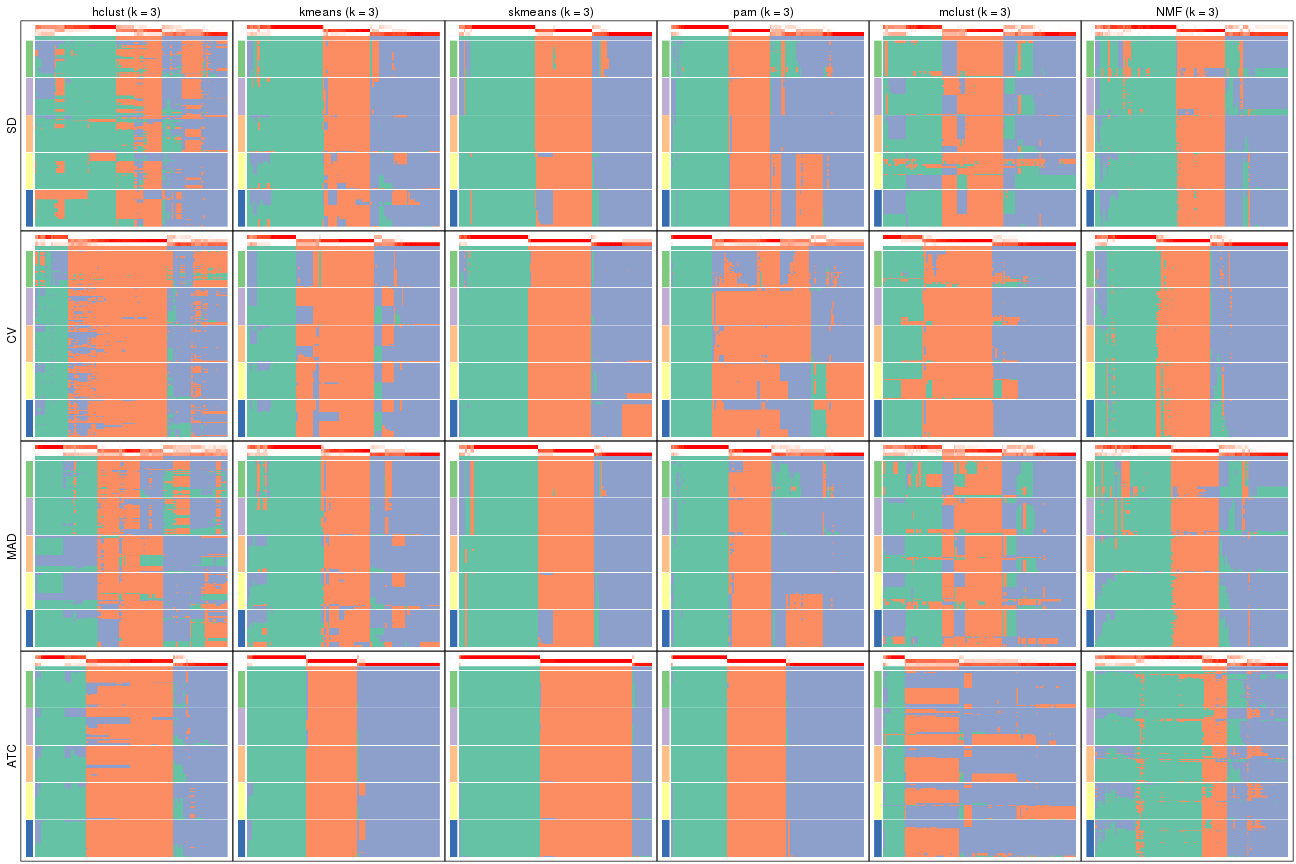 hclust (k = 3) kmeans (k = 3) skmeans (k = 3) pam (k = 3) mclust (k = 3) NMF (k = 3)
SD
CV
MAD
ATC